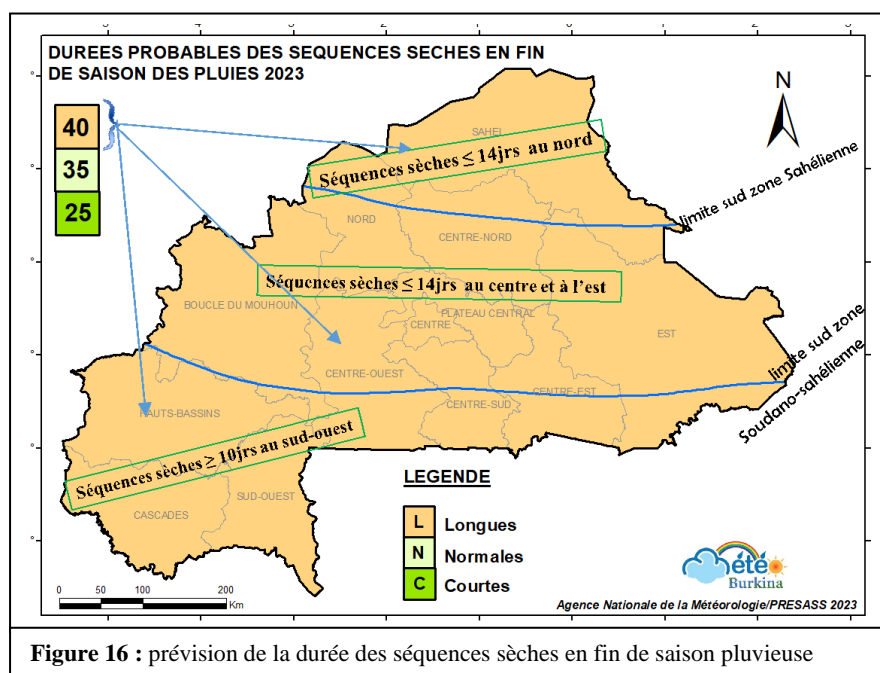 DUREES PROBABLES DES SEQUENCES SECHES EN FIN
DE SAISON DES PLUIES 2023
40
35
25
N
SAHEL
Séquences sèches ≤ 14jrs au nord
limite sud zone Sahélienne
NORD
CENTRE-NORD
Séquences sèches ≤ 14jrs au centre et à l'est
BOUCLE DU MOUHOUN
PLATEAU CENTRAL
CENTRE
EST
limite sud zone
Soudano-sahélienne
CENTRE-OUEST
CENTRE-EST
CENTRE-SUD
HAUTS-BASSINS
Séquences sèches ≥ 10jrs au sud-ouest
SUD-OUEST
CASCADES
LEGENDE
L Longues
N Normales
C Courtes
0 50 100 200
Km
été
Burkina
Agence Nationale de la Météorologie/PRESASS 2023
Figure 16 : prévision de la durée des séquences sèches en fin de saison pluvieuse